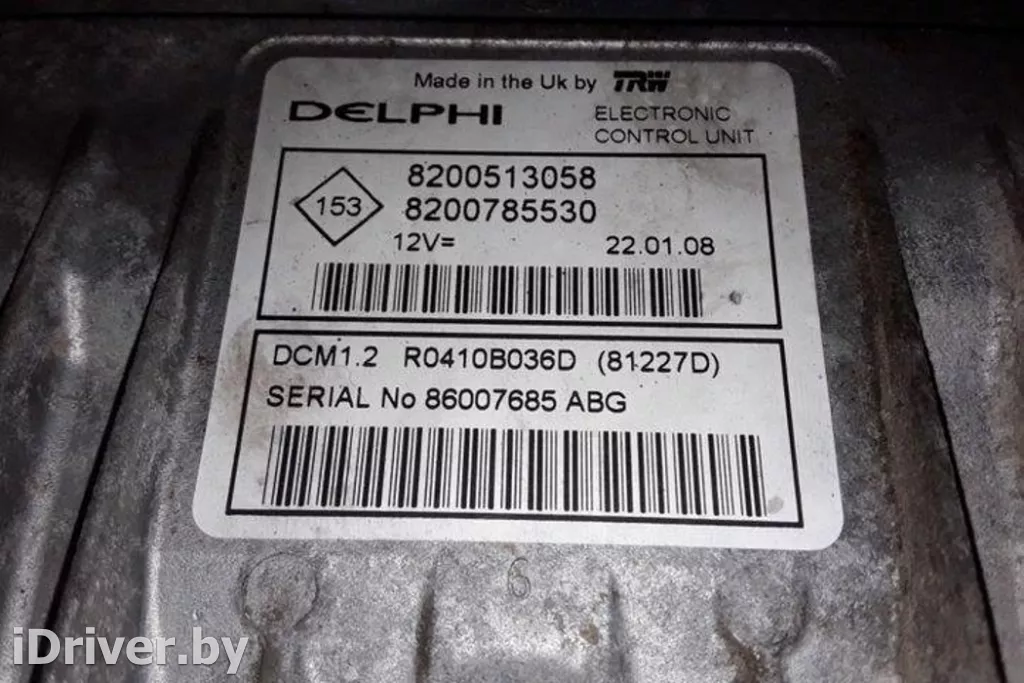 Made in the Uk by TRW
DELPHI
ELECTRONIC
CONTROL UNIT
153
8200513058
8200785530
12V=
22.01.08
DCM1.2 R0410B036D (81227D)
SERIAL No 86007685 ABG
6
iDriver.by